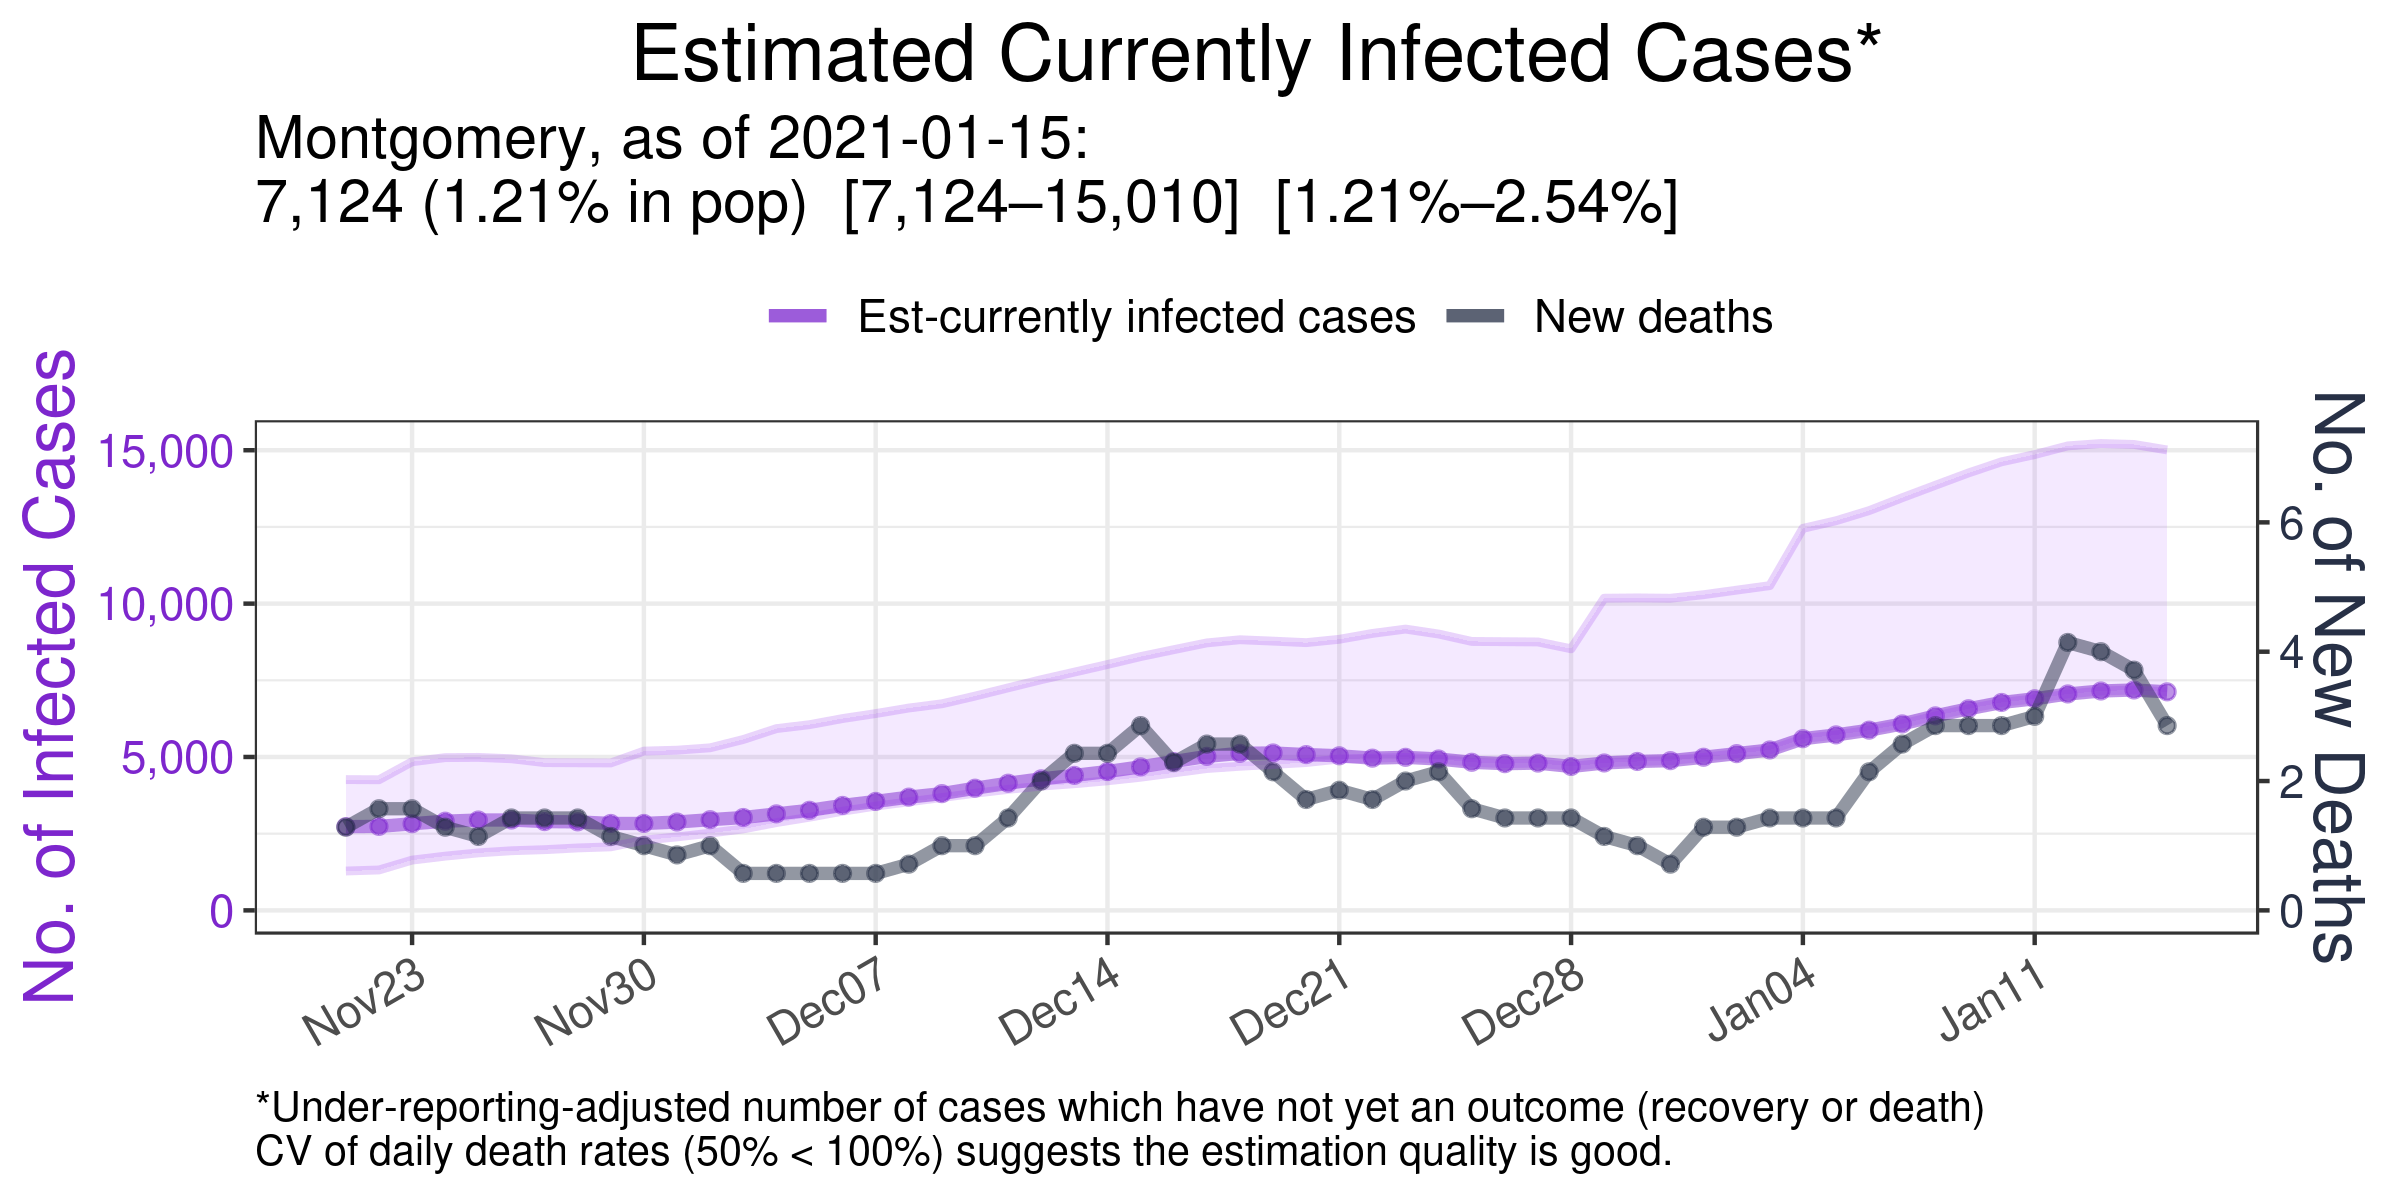 Estimated Currently Infected Cases*
Montgomery, as of 2021-01-15:
7,124 (1.21% in pop)  [7,124–15,010]  [1.21%–2.54%]
Est-currently infected cases
New deaths
No. of Infected Cases
15,000
10,000
5,000
0
6
4
2
0
No. of New Deaths
Nov23
Nov30
Dec07
Dec14
Dec21
Dec28
Jan04
Jan11
*Under-reporting-adjusted number of cases which have not yet an outcome (recovery or death)
CV of daily death rates (50% < 100%) suggests the estimation quality is good.